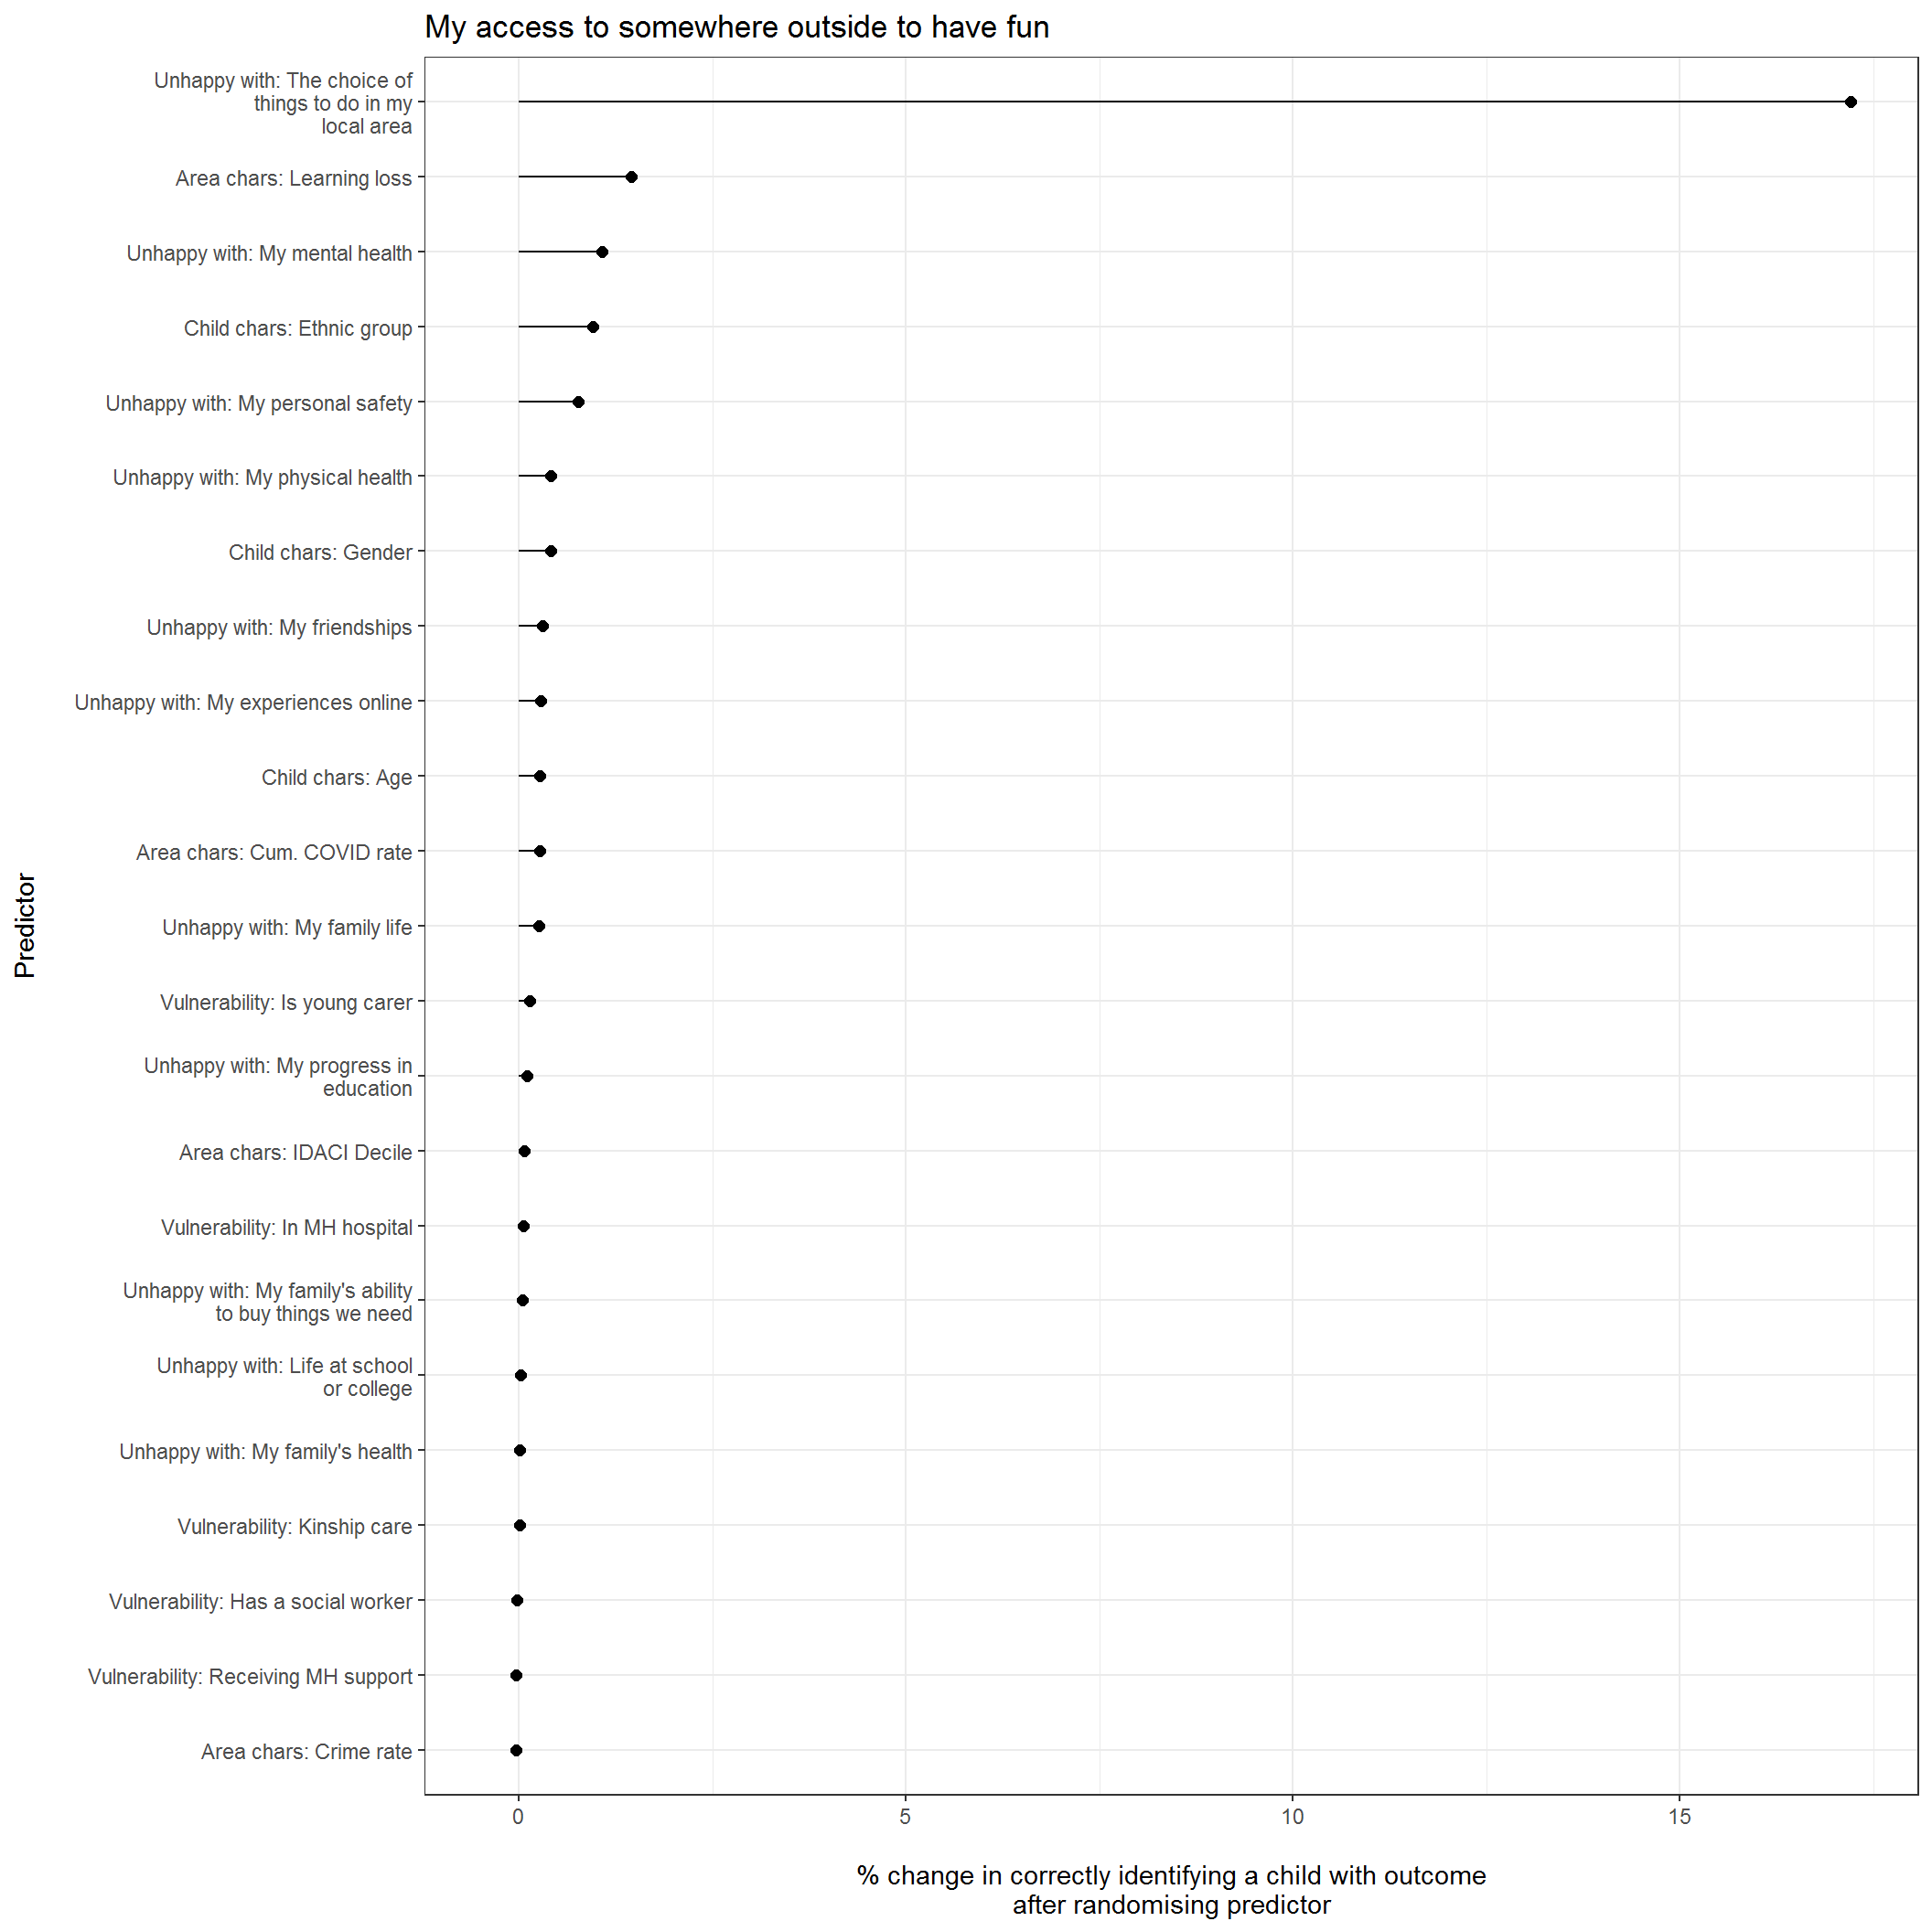 My access to somewhere outside to have fun
Unhappy with: The choice of
things to do in my
local area
Area chars: Learning loss
Unhappy with: My mental health
Child chars: Ethnic group
Unhappy with: My personal safety
Unhappy with: My physical health
Child chars: Gender
Unhappy with: My friendships
Unhappy with: My experiences online
Child chars: Age
Area chars: Cum. COVID rate
Unhappy with: My family life
Vulnerability: Is young carer
Unhappy with: My progress in
education
Area chars: IDACI Decile
Vulnerability: In MH hospital
Unhappy with: My family's ability
to buy things we need
Unhappy with: Life at school
or college
Unhappy with: My family's health
Vulnerability: Kinship care
Vulnerability: Has a social worker
Vulnerability: Receiving MH support
Area chars: Crime rate
Predictor
0 5 10 15
% change in correctly identifying a child with outcome
after randomising predictor